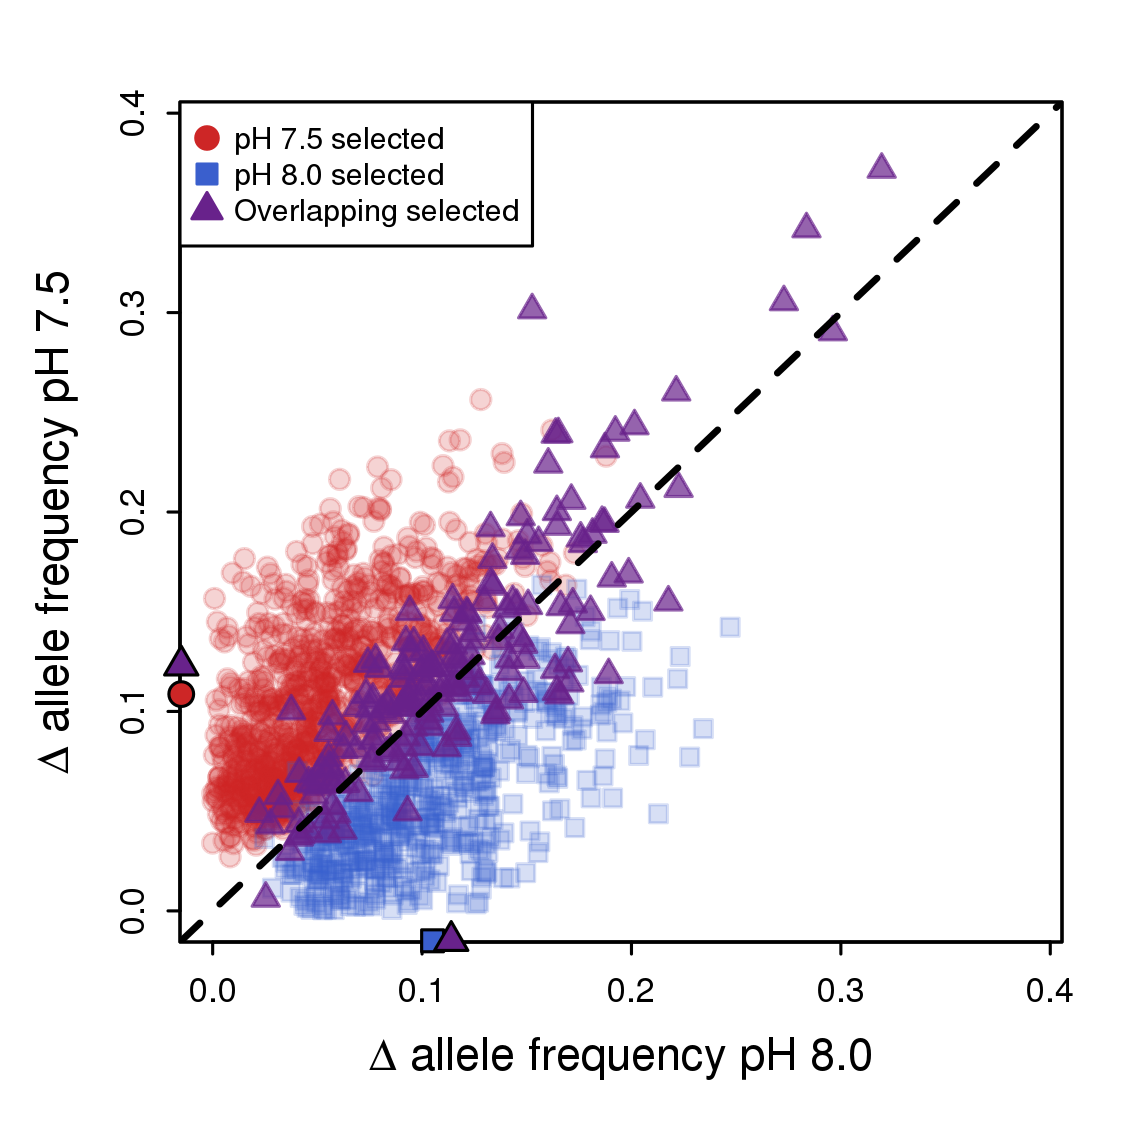 pH 7.5 selected
pH 8.0 selected
Overlapping selected
Δ allele frequency pH 7.5
0.4
0.3
0.2
0.1
0.0
0.0 0.1 0.2 0.3 0.4
Δ allele frequency pH 8.0